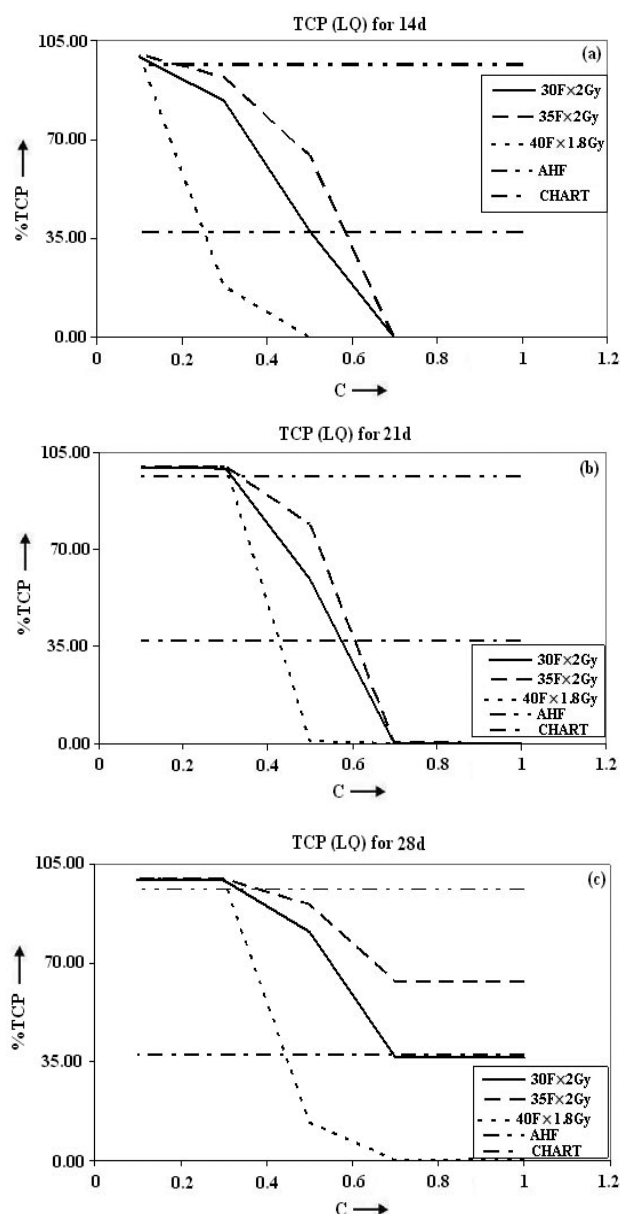 TCP (LQ) for 14d
(a)
105.00
70.00
35.00
0.00
%TCP
30F×2Gy
35F×2Gy
40F×1.8Gy
AHF
CHART
0 0.2 0.4 0.6 0.8 1 1.2
C
TCP (LQ) for 21d
(b)
105.00
70.00
35.00
0.00
%TCP
30F×2Gy
35F×2Gy
40F×1.8Gy
AHF
CHART
0 0.2 0.4 0.6 0.8 1 1.2
C
TCP (LQ) for 28d
(c)
105.00
70.00
35.00
0.00
%TCP
30F×2Gy
35F×2Gy
40F×1.8Gy
AHF
CHART
0 0.2 0.4 0.6 0.8 1 1.2
C